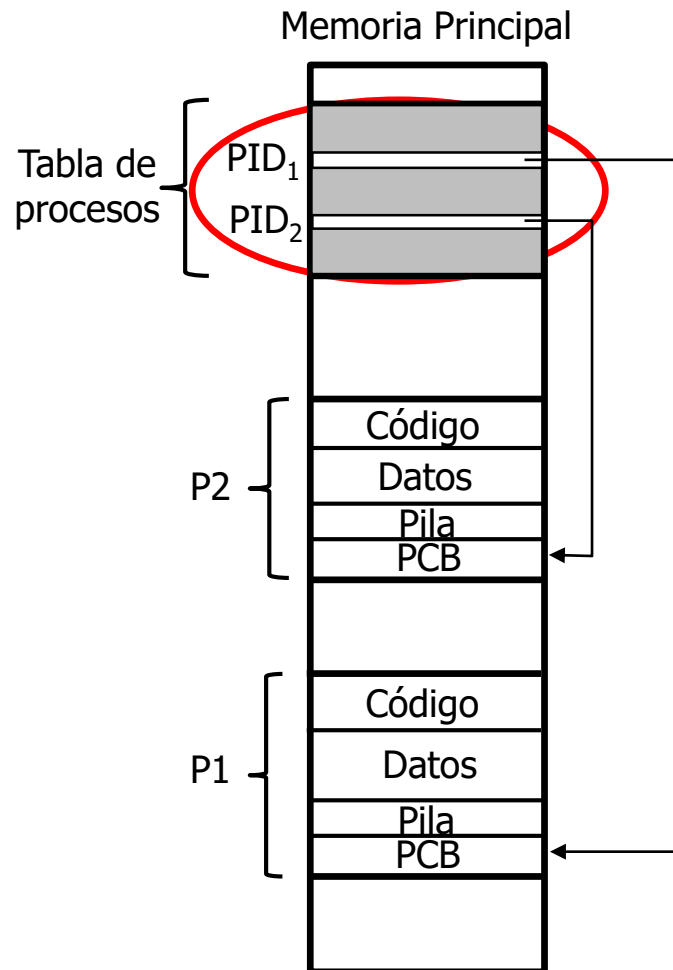 Memoria Principal
Tabla de
procesos
PID₁
PID₂
P2
Código
Datos
Pila
PCB
P1
Código
Datos
Pila
PCB